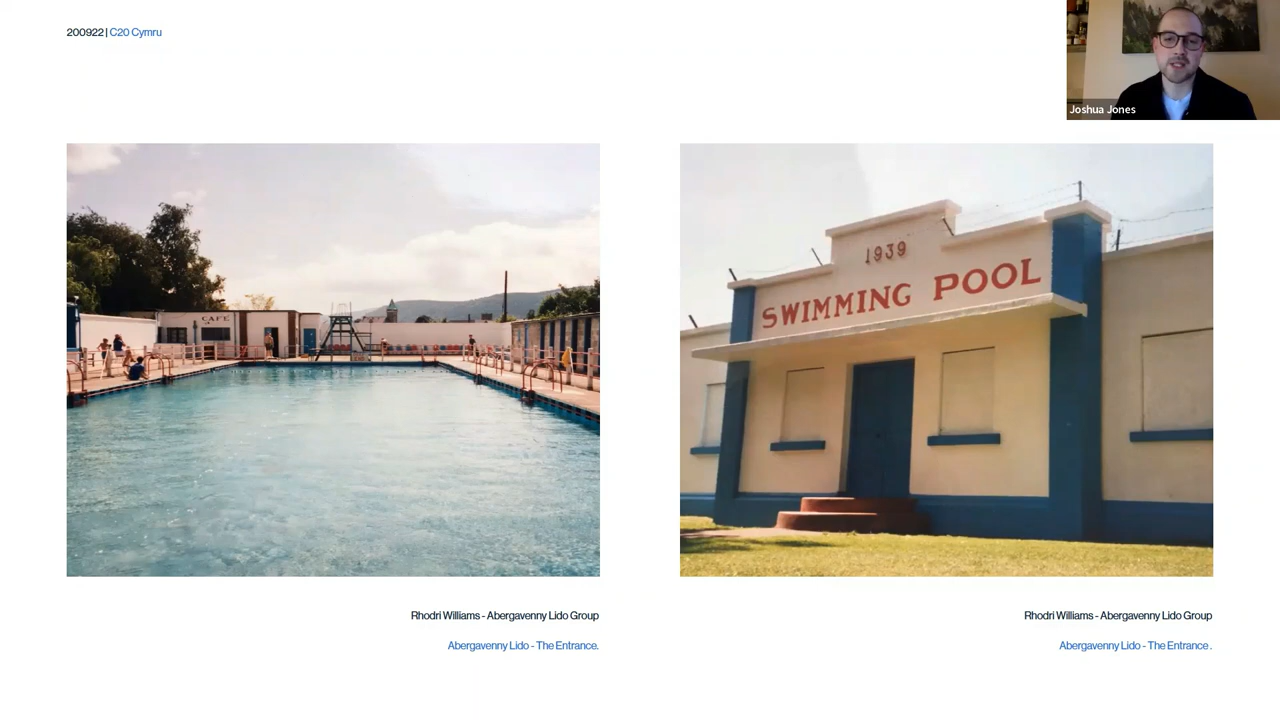 200922 | C20 Cymru
Joshua Jones
CAFE
1939
SWIMMING POOL
Rhodri Williams - Abergavenny Lido Group
Abergavenny Lido - The Entrance.
Rhodri Williams - Abergavenny Lido Group
Abergavenny Lido - The Entrance .